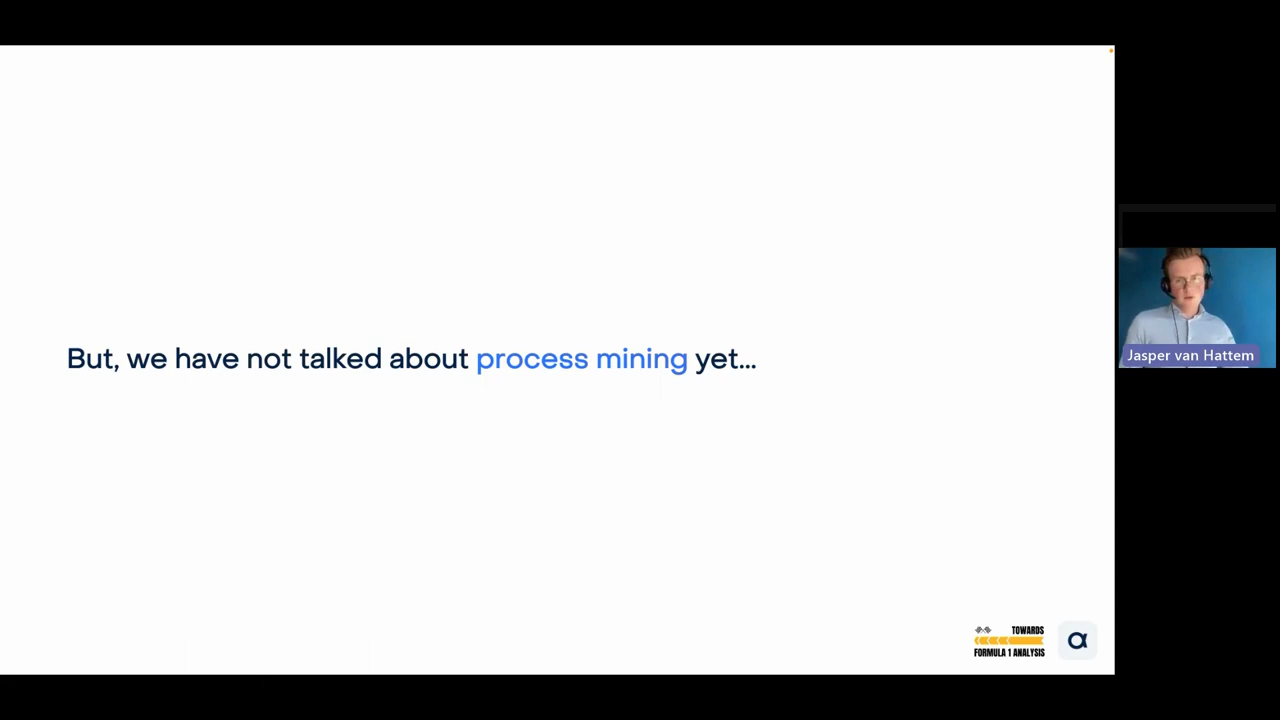 But, we have not talked about process mining yet...
Jasper van Hattem
TOWARDS
FORMULA 1 ANALYSIS